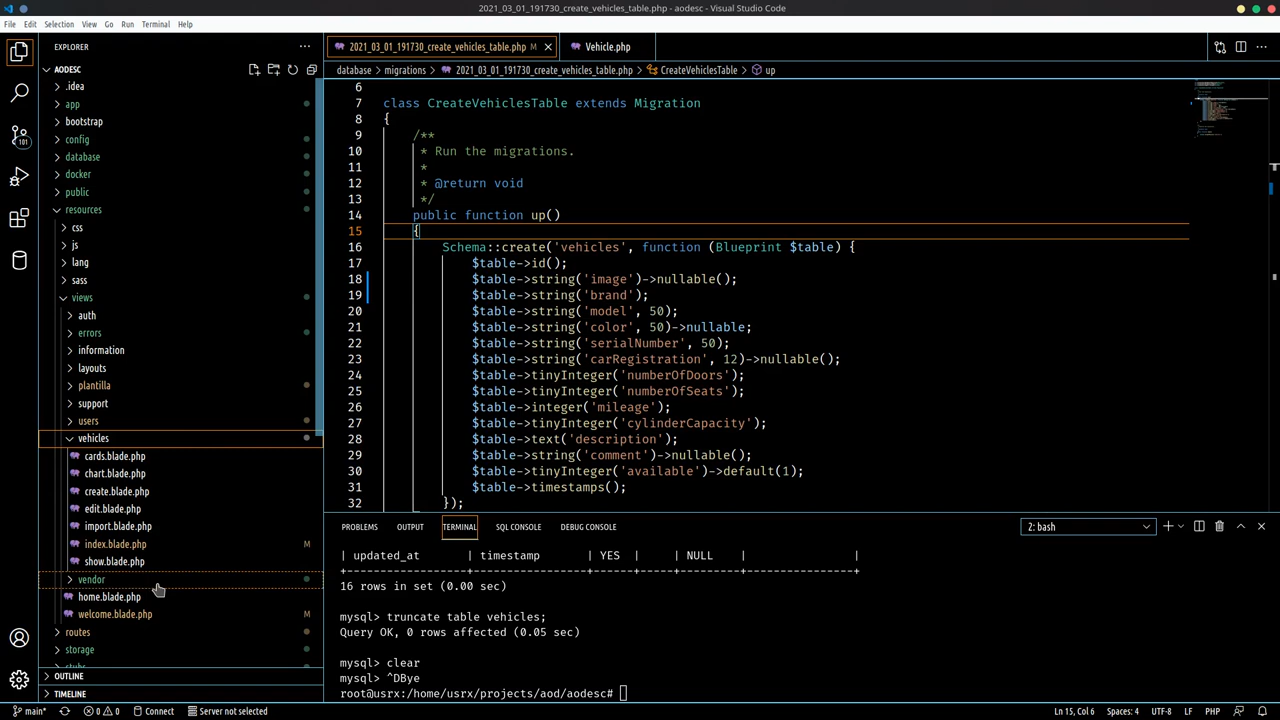 2021_03_01_191730_create_vehicles_table.php - aodesc - Visual Studio Code
File Edit Selection View Go Run Terminal Help
EXPLORER
AODESC
.idea
app
bootstrap
config
database
docker
public
resources
css
js
lang
sass
views
auth
errors
information
layouts
plantilla
support
users
vehicles
cards.blade.php
chart.blade.php
create.blade.php
edit.blade.php
import.blade.php
index.blade.php M
show.blade.php
vendor
home.blade.php
welcome.blade.php M
routes
storage
stubs
OUTLINE
TIMELINE
101
2021_03_01_191730_create_vehicles_table.php M
Vehicle.php
database > migrations > 2021_03_01_191730_create_vehicles_table.php > CreateVehiclesTable > up
6
7 class CreateVehiclesTable extends Migration
8 {
9 /**
10 * Run the migrations.
11 *
12 * @return void
13 */
14 public function up()
15 {
16 Schema::create('vehicles', function (Blueprint $table) {
17 $table->id();
18 $table->string('image')->nullable();
19 $table->string('brand');
20 $table->string('model', 50);
21 $table->string('color', 50)->nullable;
22 $table->string('serialNumber', 50);
23 $table->string('carRegistration', 12)->nullable();
24 $table->tinyInteger('numberOfDoors');
25 $table->tinyInteger('numberOfSeats');
26 $table->integer('mileage');
27 $table->tinyInteger('cylinderCapacity');
28 $table->text('description');
29 $table->string('comment')->nullable();
30 $table->tinyInteger('available')->default(1);
31 $table->timestamps();
32 });
PROBLEMS OUTPUT TERMINAL SQL CONSOLE DEBUG CONSOLE 2: bash
| updated_at | timestamp | YES | | NULL | |
+------------------+---------------------+------+-----+---------+----------------+
16 rows in set (0.00 sec)
mysql> truncate table vehicles;
Query OK, 0 rows affected (0.05 sec)
mysql> clear
mysql> ^DBye
root@usrx:/home/usrx/projects/aod/aodesc#
main* 0 0 Connect Server not selected Ln 15, Col 6 Spaces: 4 UTF-8 LF PHP